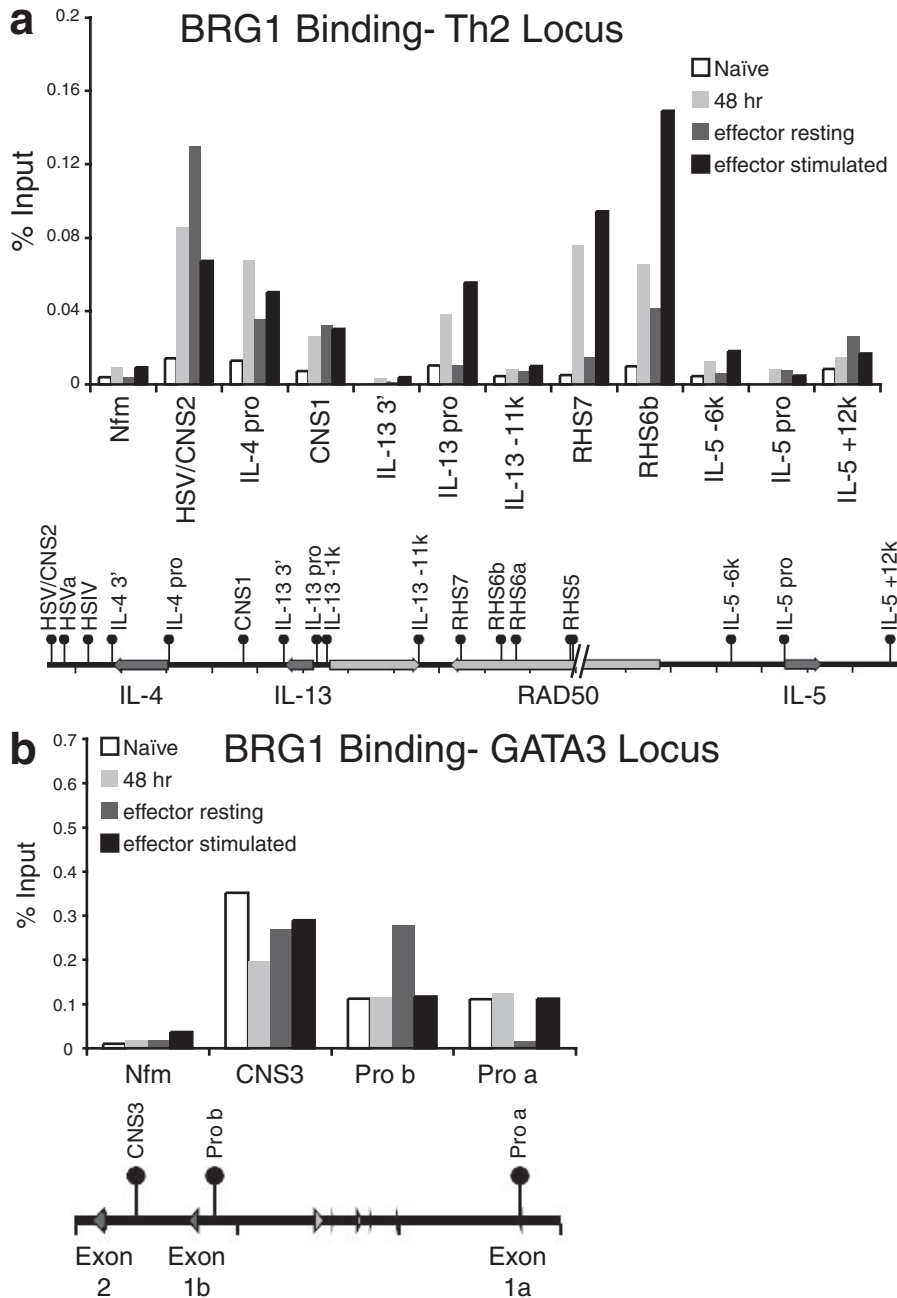 a
BRG1 Binding- Th2 Locus
0.2
0.16
0.12
0.08
0.04
0
% Input
Naïve
48 hr
effector resting
effector stimulated
Nfm
HSV/CNS2
IL-4 pro
CNS1
IL-13 3'
IL-13 pro
IL-13 -11k
RHS7
RHS6b
IL-5 -6k
IL-5 pro
IL-5 +12k
HSV/CNS2
HSVa
HSIV
IL-4 3'
IL-4 pro
CNS1
IL-13 3'
IL-13 pro
IL-13 -1k
IL-13 -11k
RHS7
RHS6b
RHS6a
RHS5
IL-5 -6k
IL-5 pro
IL-5 +12k
IL-4
IL-13
RAD50
IL-5
b
BRG1 Binding- GATA3 Locus
0.7
0.6
0.5
0.4
0.3
0.2
0.1
0
% Input
Naïve
48 hr
effector resting
effector stimulated
Nfm
CNS3
Pro b
Pro a
CNS3
Pro b
Pro a
Exon
2
Exon
1b
Exon
1a